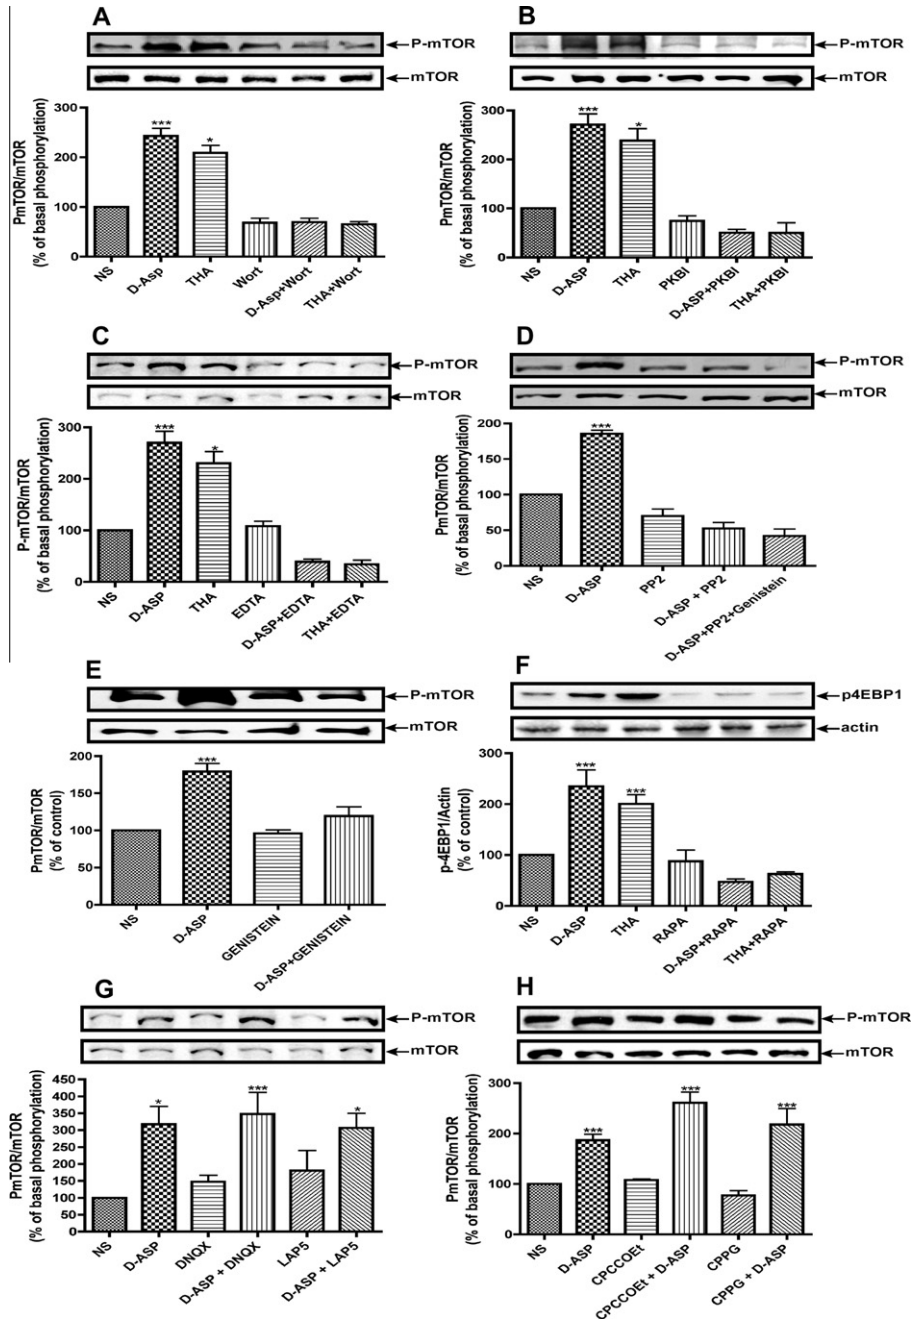 A
P-mTOR
mTOR
PmTOR/mTOR
(% of basal phosphorylation)
300
200
100
0
NS
D-Asp
THA
Wort
D-Asp+Wort
THA+Wort
***
*
B
P-mTOR
mTOR
PmTOR/mTOR
(% of basal phosphorylation)
300
200
100
0
NS
D-ASP
THA
PKBI
D-ASP+PKBI
THA+PKBI
***
*
C
P-mTOR
mTOR
P-mTOR/mTOR
(% of basal phosphorylation)
300
200
100
0
NS
D-ASP
THA
EDTA
D-ASP+EDTA
THA+EDTA
***
*
D
P-mTOR
mTOR
PmTOR/mTOR
(% of basal phosphorylation)
200
150
100
50
0
NS
D-ASP
PP2
D-ASP + PP2
D-ASP+PP2+Genistein
***
E
P-mTOR
mTOR
PmTOR/mTOR
(% of control)
200
150
100
50
0
NS
D-ASP
GENISTEIN
D-ASP+GENISTEIN
***
F
p4EBP1
actin
p-4EBP1/Actin
(% of control)
300
200
100
0
NS
D-ASP
THA
RAPA
D-ASP+RAPA
THA+RAPA
***
***
G
P-mTOR
mTOR
PmTOR/mTOR
(% of basal phosphorylation)
450
400
350
300
250
200
150
100
50
0
NS
D-ASP
DNQX
D-ASP + DNQX
LAP5
D-ASP + LAP5
*
***
*
H
P-mTOR
mTOR
PmTOR/mTOR
(% of basal phosphorylation)
300
200
100
0
NS
D-ASP
CPCCOEt
CPCCOEt + D-ASP
CPPG
CPPG + D-ASP
***
***
***